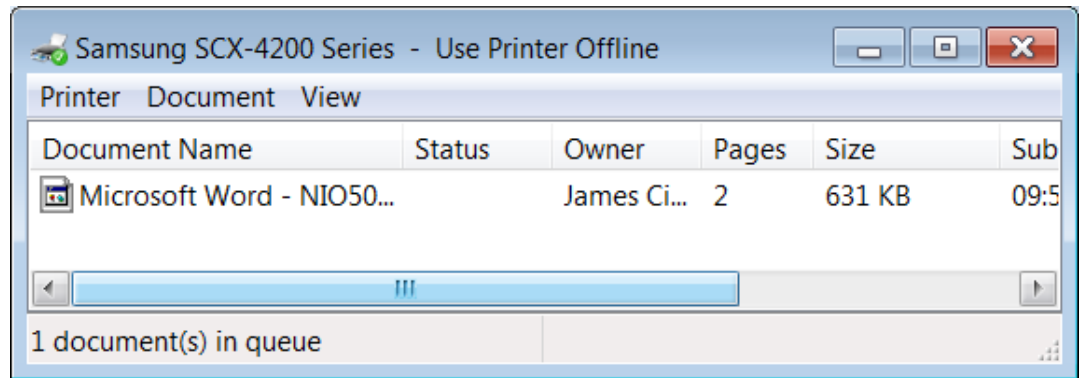 Samsung SCX-4200 Series - Use Printer Offline
Printer Document View
Document Name Status Owner Pages Size Sub
Microsoft Word - NIO50... James Ci... 2 631 KB 09:5
1 document(s) in queue